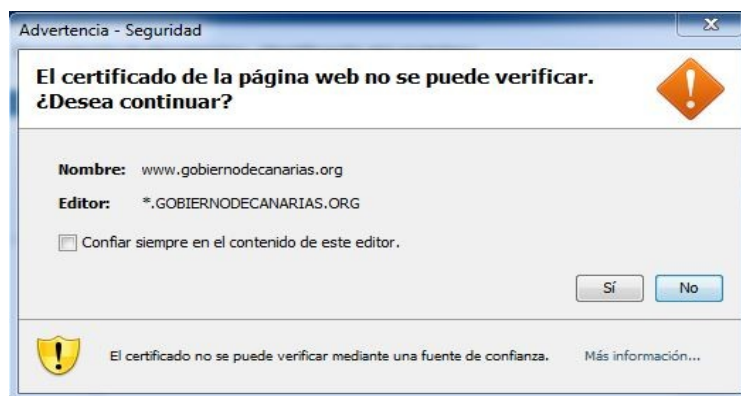 Advertencia - Seguridad
El certificado de la página web no se puede verificar.
¿Desea continuar?
Nombre: www.gobiernodecanarias.org
Editor: *.GOBIERNODECANARIAS.ORG
Confiar siempre en el contenido de este editor.
Sí No
El certificado no se puede verificar mediante una fuente de confianza. Más información...